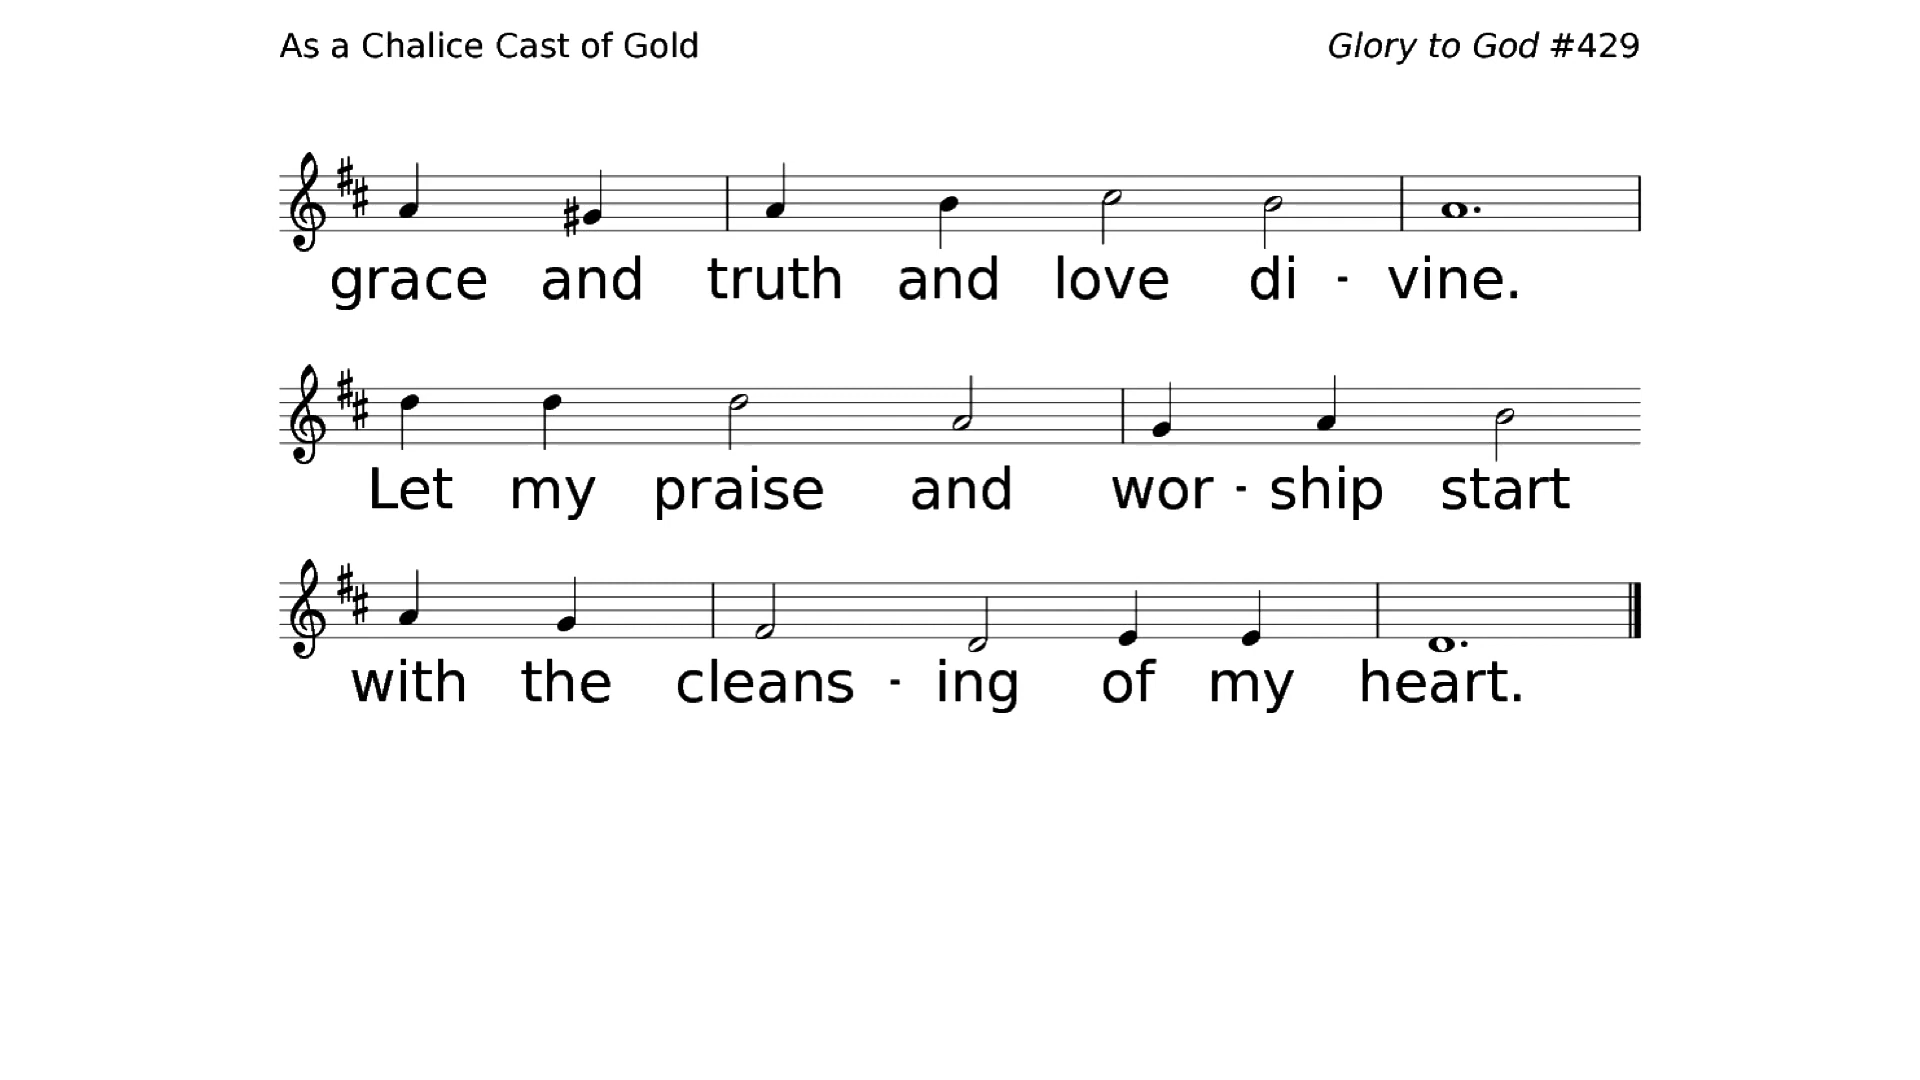 As a Chalice Cast of Gold
Glory to God #429
grace and truth and love di - vine.
Let my praise and wor - ship start
with the cleans - ing of my heart.